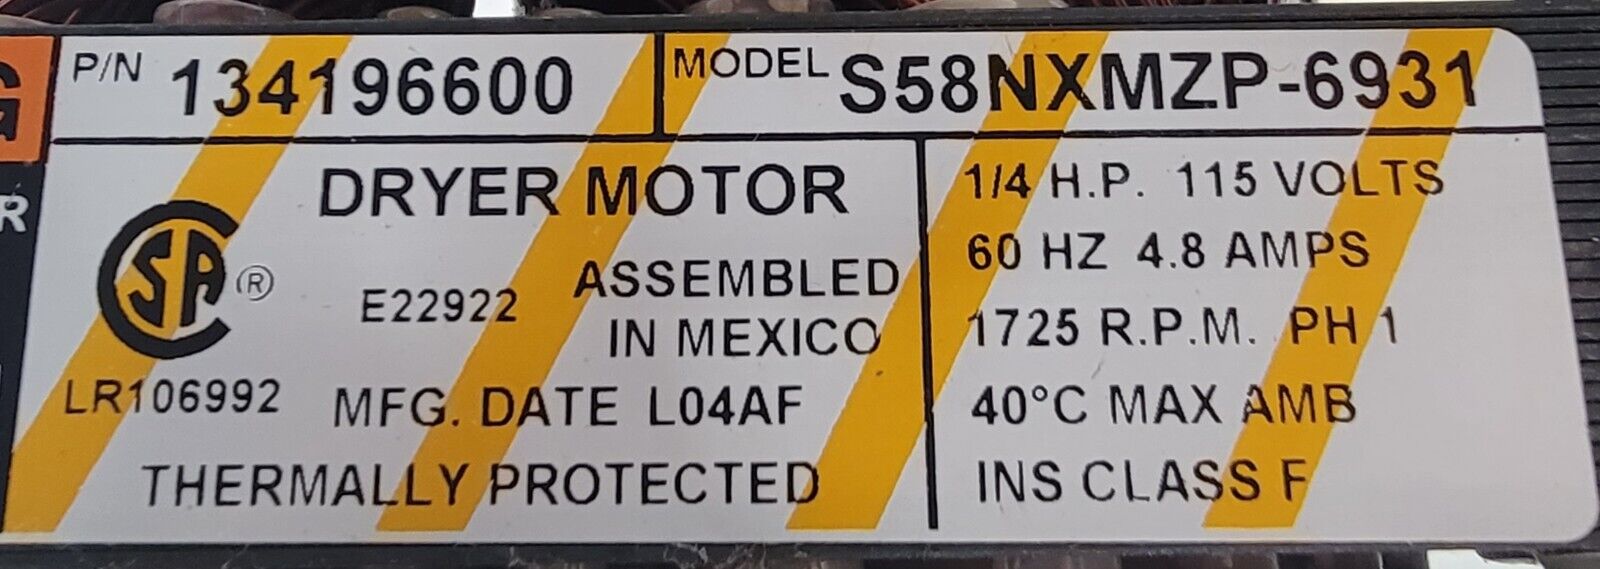 G
R
P/N 134196600
MODEL S58NXMZP-6931
DRYER MOTOR
CSA ®
E22922
ASSEMBLED
IN MEXICO
LR106992
MFG. DATE L04AF
THERMALLY PROTECTED
1/4 H.P. 115 VOLTS
60 HZ 4.8 AMPS
1725 R.P.M. PH 1
40°C MAX AMB
INS CLASS F